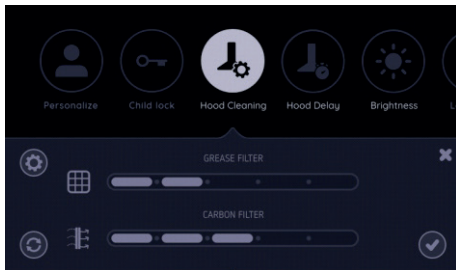 Personalize
Child lock
Hood Cleaning
Hood Delay
Brightness
GREASE FILTER
CARBON FILTER